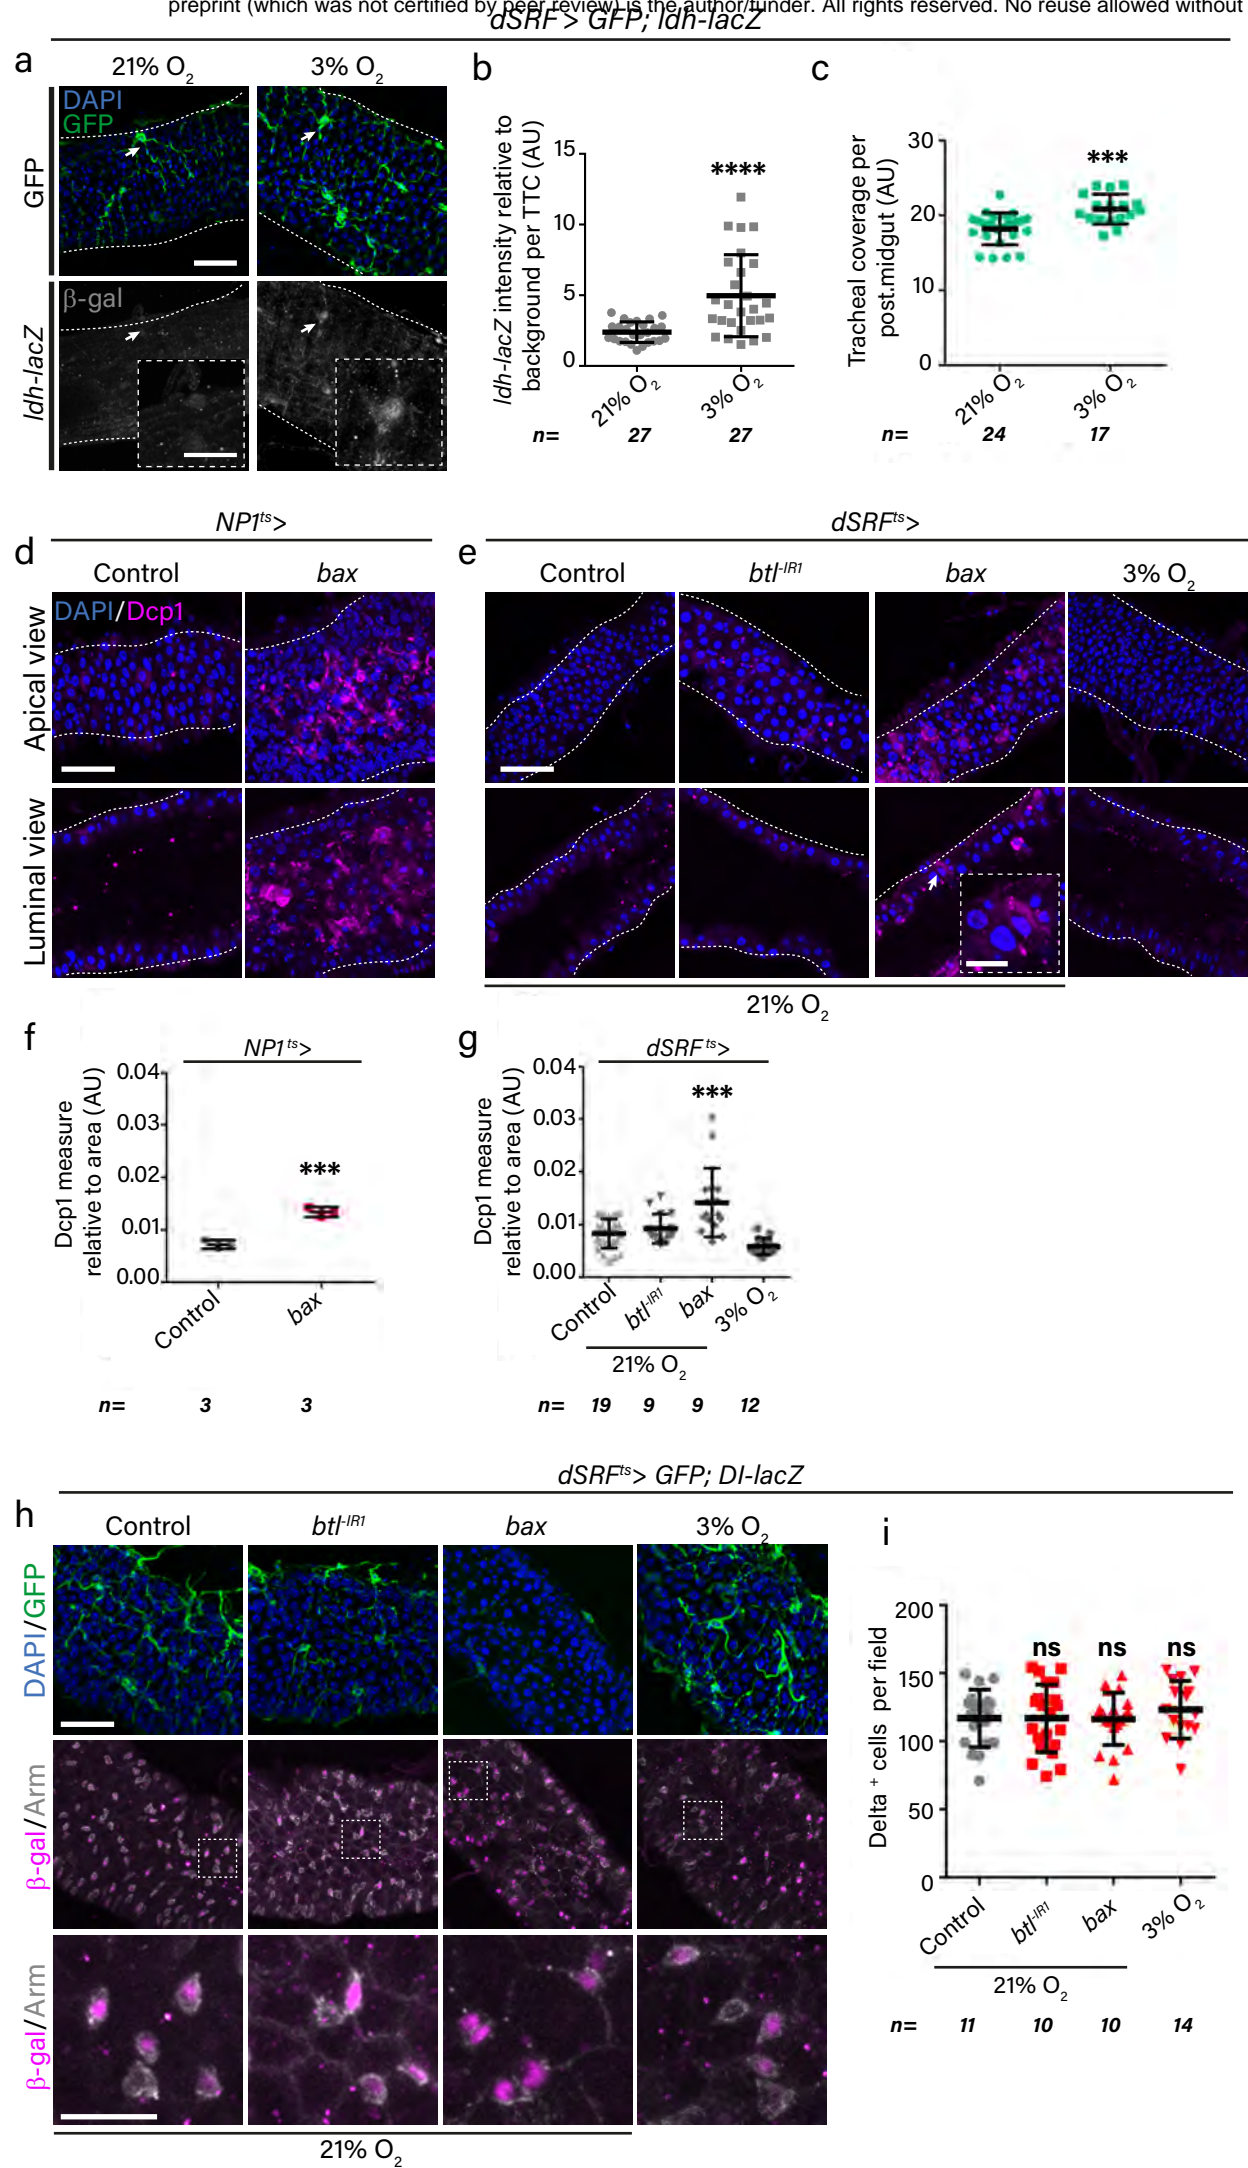 preprint (which was not certified by peer review) is the author/funder. All rights reserved. No reuse allowed without
dSRF > GFP; ldh-lacZ
a
21% O2
3% O2
DAPI
GFP
GFP
β-gal
ldh-lacZ
b
ldh-lacZ intensity relative to
background per TTC (AU)
15
10
5
0
****
21% O2
3% O2
n= 27 27
c
Tracheal coverage per
post.midgut (AU)
30
20
10
0
***
21% O2
3% O2
n= 24 17
NP1ts>
d
Control
bax
DAPI/Dcp1
Apical view
Luminal view
dSRFts>
e
Control
btl-IR1
bax
3% O2
21% O2
f
NP1ts>
Dcp1 measure
relative to area (AU)
0.04
0.03
0.02
0.01
0.00
***
Control
bax
n= 3 3
g
dSRFts>
Dcp1 measure
relative to area (AU)
0.04
0.03
0.02
0.01
0.00
***
Control
btl-IR1
bax
3% O2
21% O2
n= 19 9 9 12
dSRFts> GFP; Dl-lacZ
h
Control
btl-IR1
bax
3% O2
DAPI/GFP
β-gal/Arm
β-gal/Arm
21% O2
i
Delta + cells per field
200
150
100
50
0
ns ns ns
Control
btl-IR1
bax
3% O2
21% O2
n= 11 10 10 14